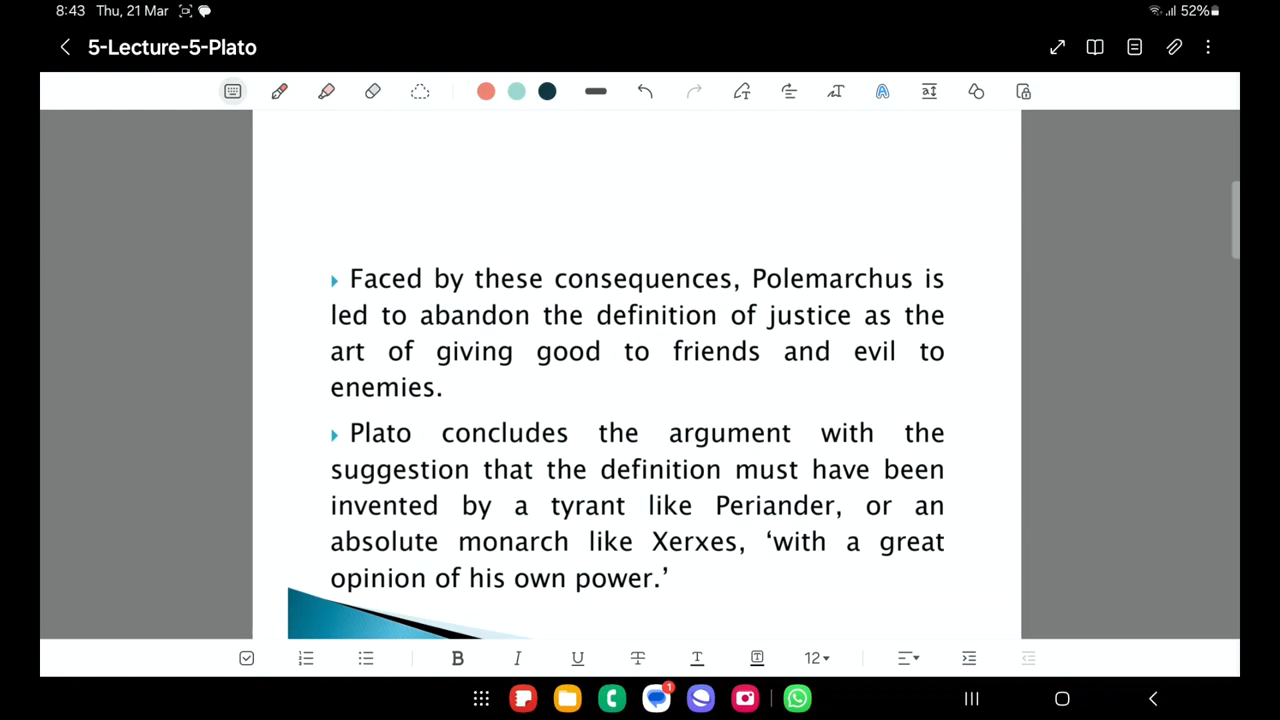 8:43 Thu, 21 Mar 52%
5-Lecture-5-Plato
Faced by these consequences, Polemarchus is
led to abandon the definition of justice as the
art of giving good to friends and evil to
enemies.
Plato concludes the argument with the
suggestion that the definition must have been
invented by a tyrant like Periander, or an
absolute monarch like Xerxes, ‘with a great
opinion of his own power.’
B I U T T T 12
1